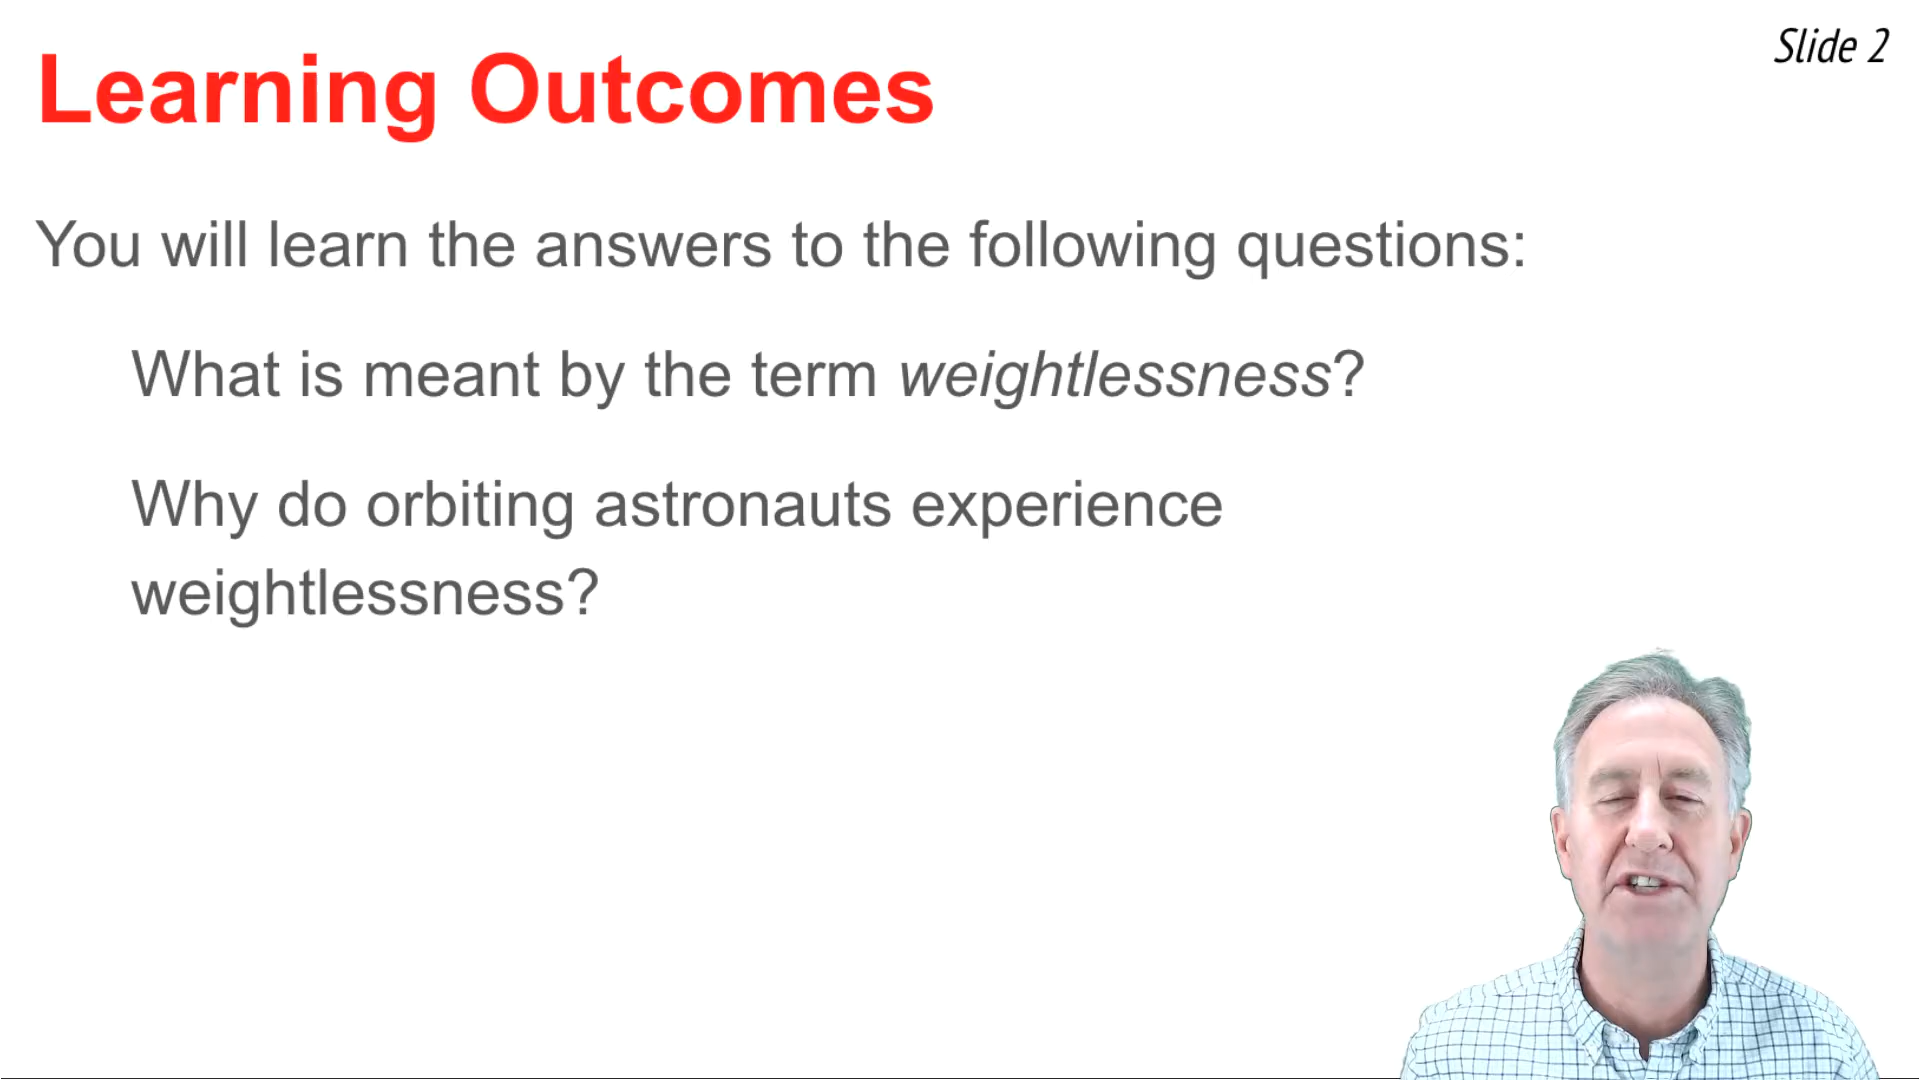 Slide 2
Learning Outcomes
You will learn the answers to the following questions:
What is meant by the term weightlessness?
Why do orbiting astronauts experience
weightlessness?